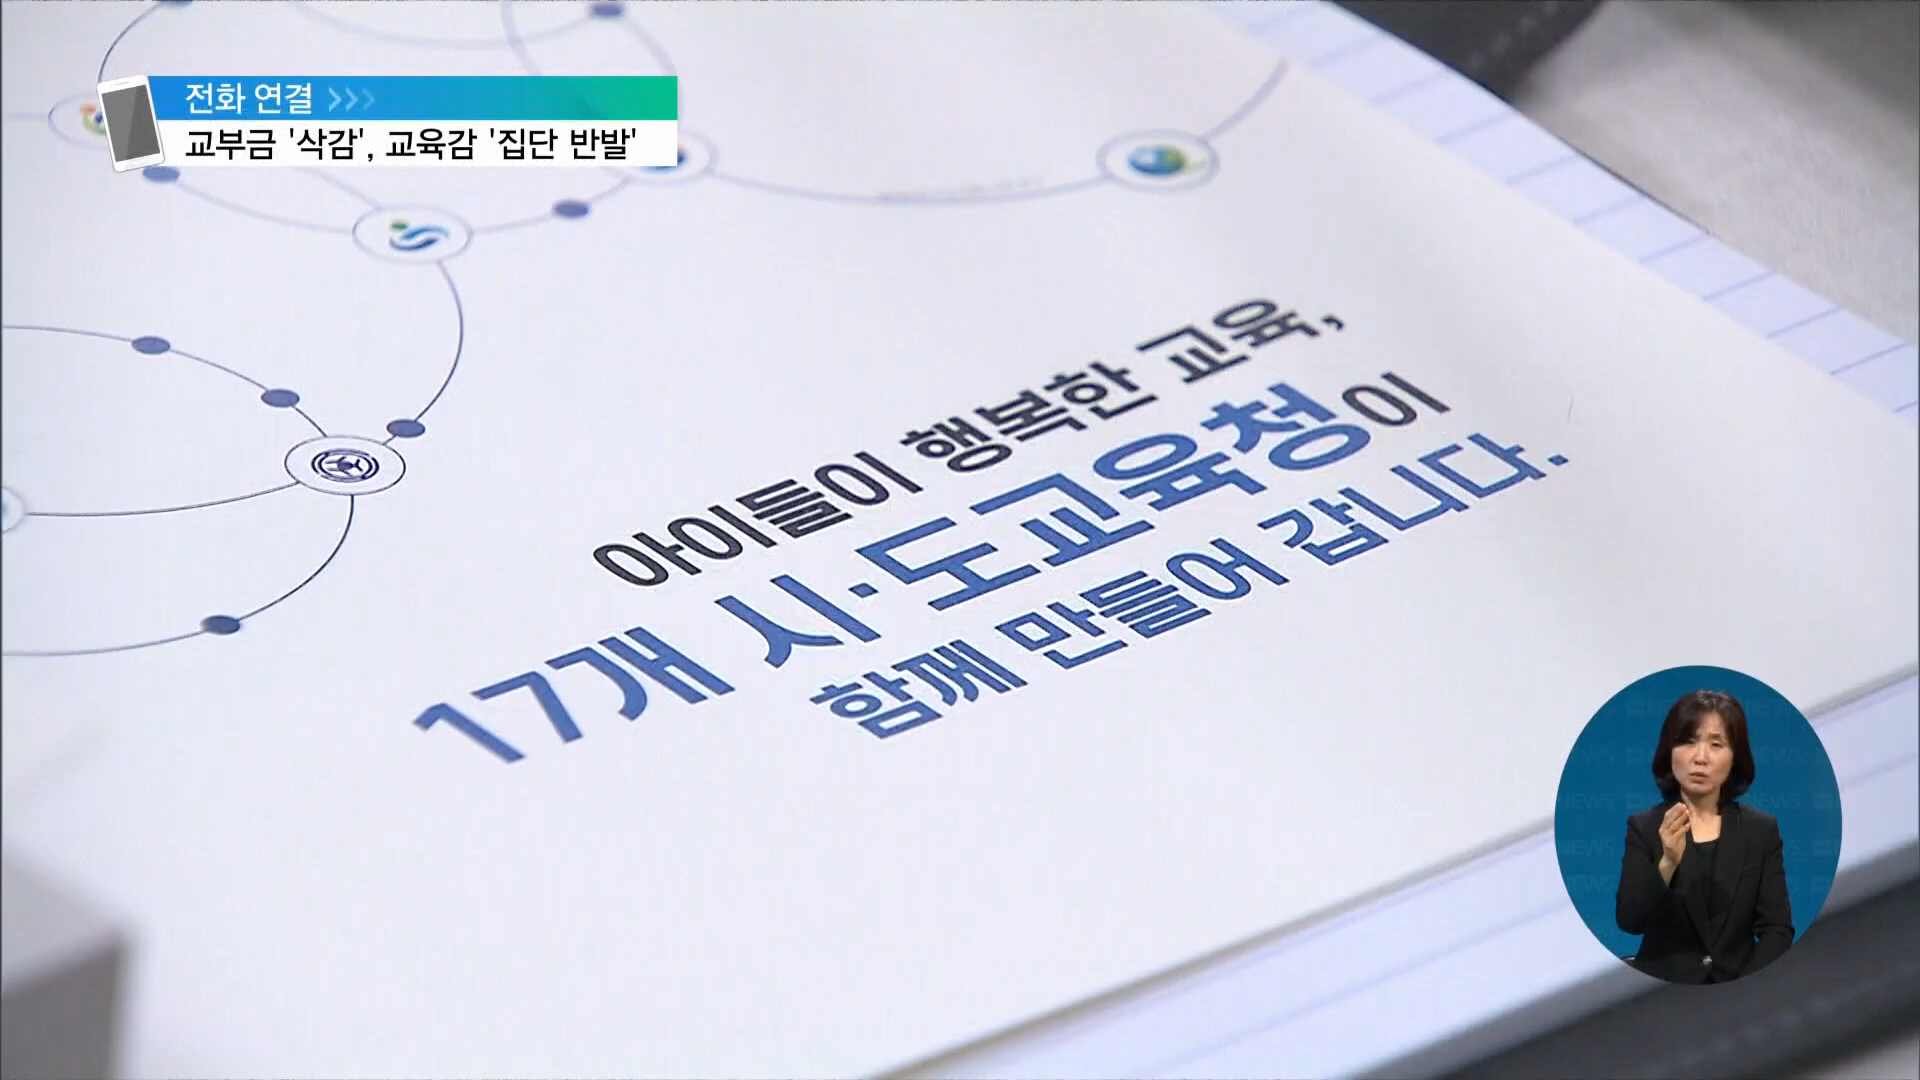 전화 연결 >>>
교부금 '삭감', 교육감 '집단 반발'
아이들이 행복한 교육,
17개 시·도교육청이
함께 만들어 갑니다.
NEWS